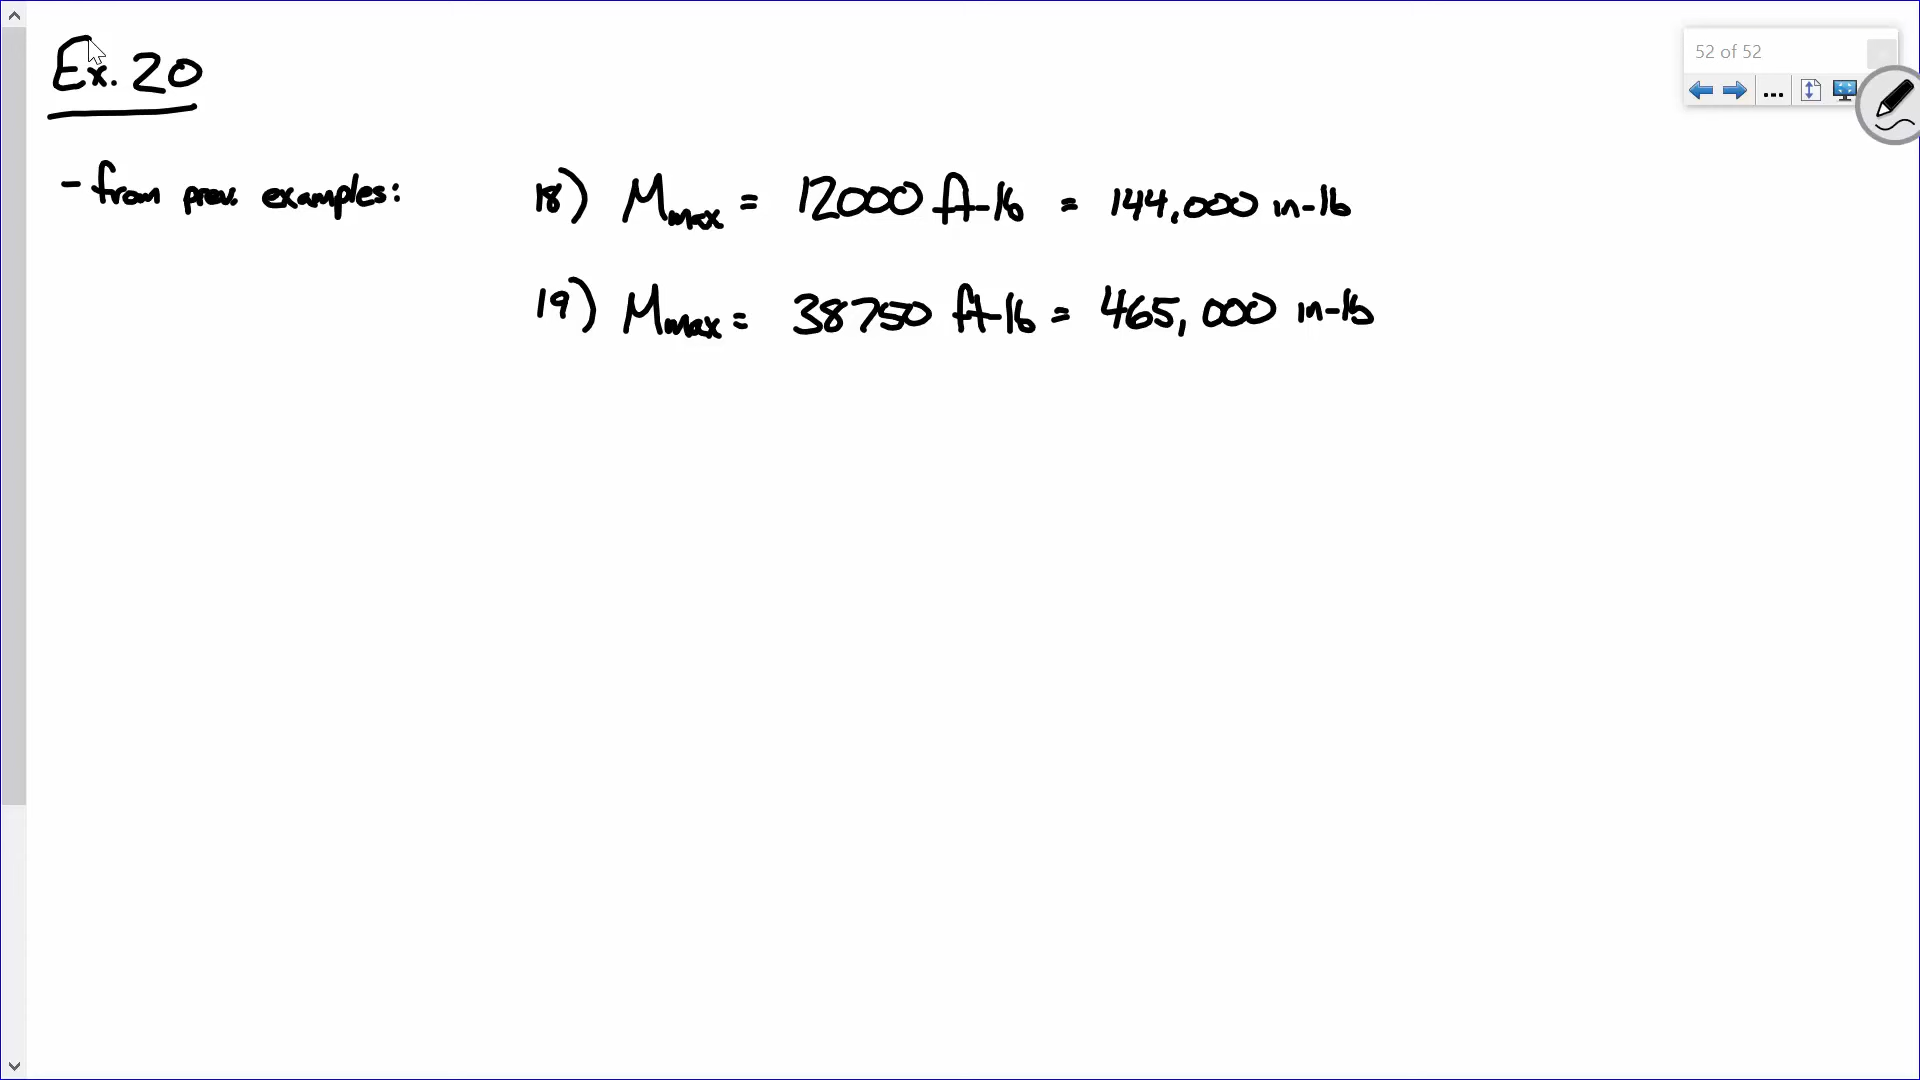 Ex. 20
52 of 52
- from prev. examples: 18) Mmax = 12000 ft-lb = 144,000 in-lb
19) Mmax = 38750 ft-lb = 465,000 in-lb